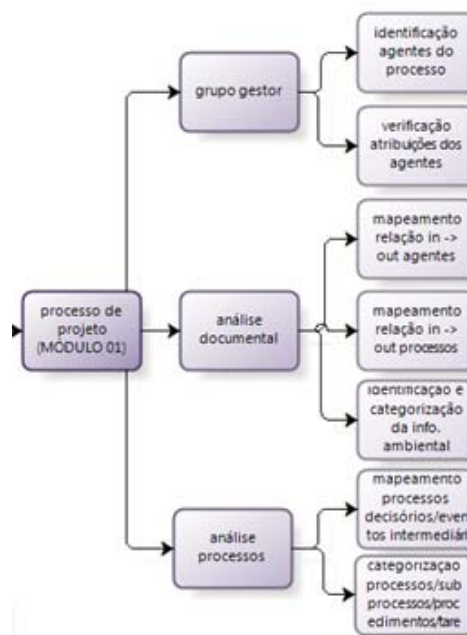 identificação
agentes do
processo
grupo gestor
verificação
atribuições dos
agentes
mapeamento
relação in ->
out agentes
processo de
projeto
(MÓDULO 01)
análise
documental
mapeamento
relação in ->
out processos
identificação e
categorização
da info.
ambiental
mapeamento
processos
decisórios/even
tos intermediári
análise
processos
categorização
processos/sub
processos/proc
edimentos/tare